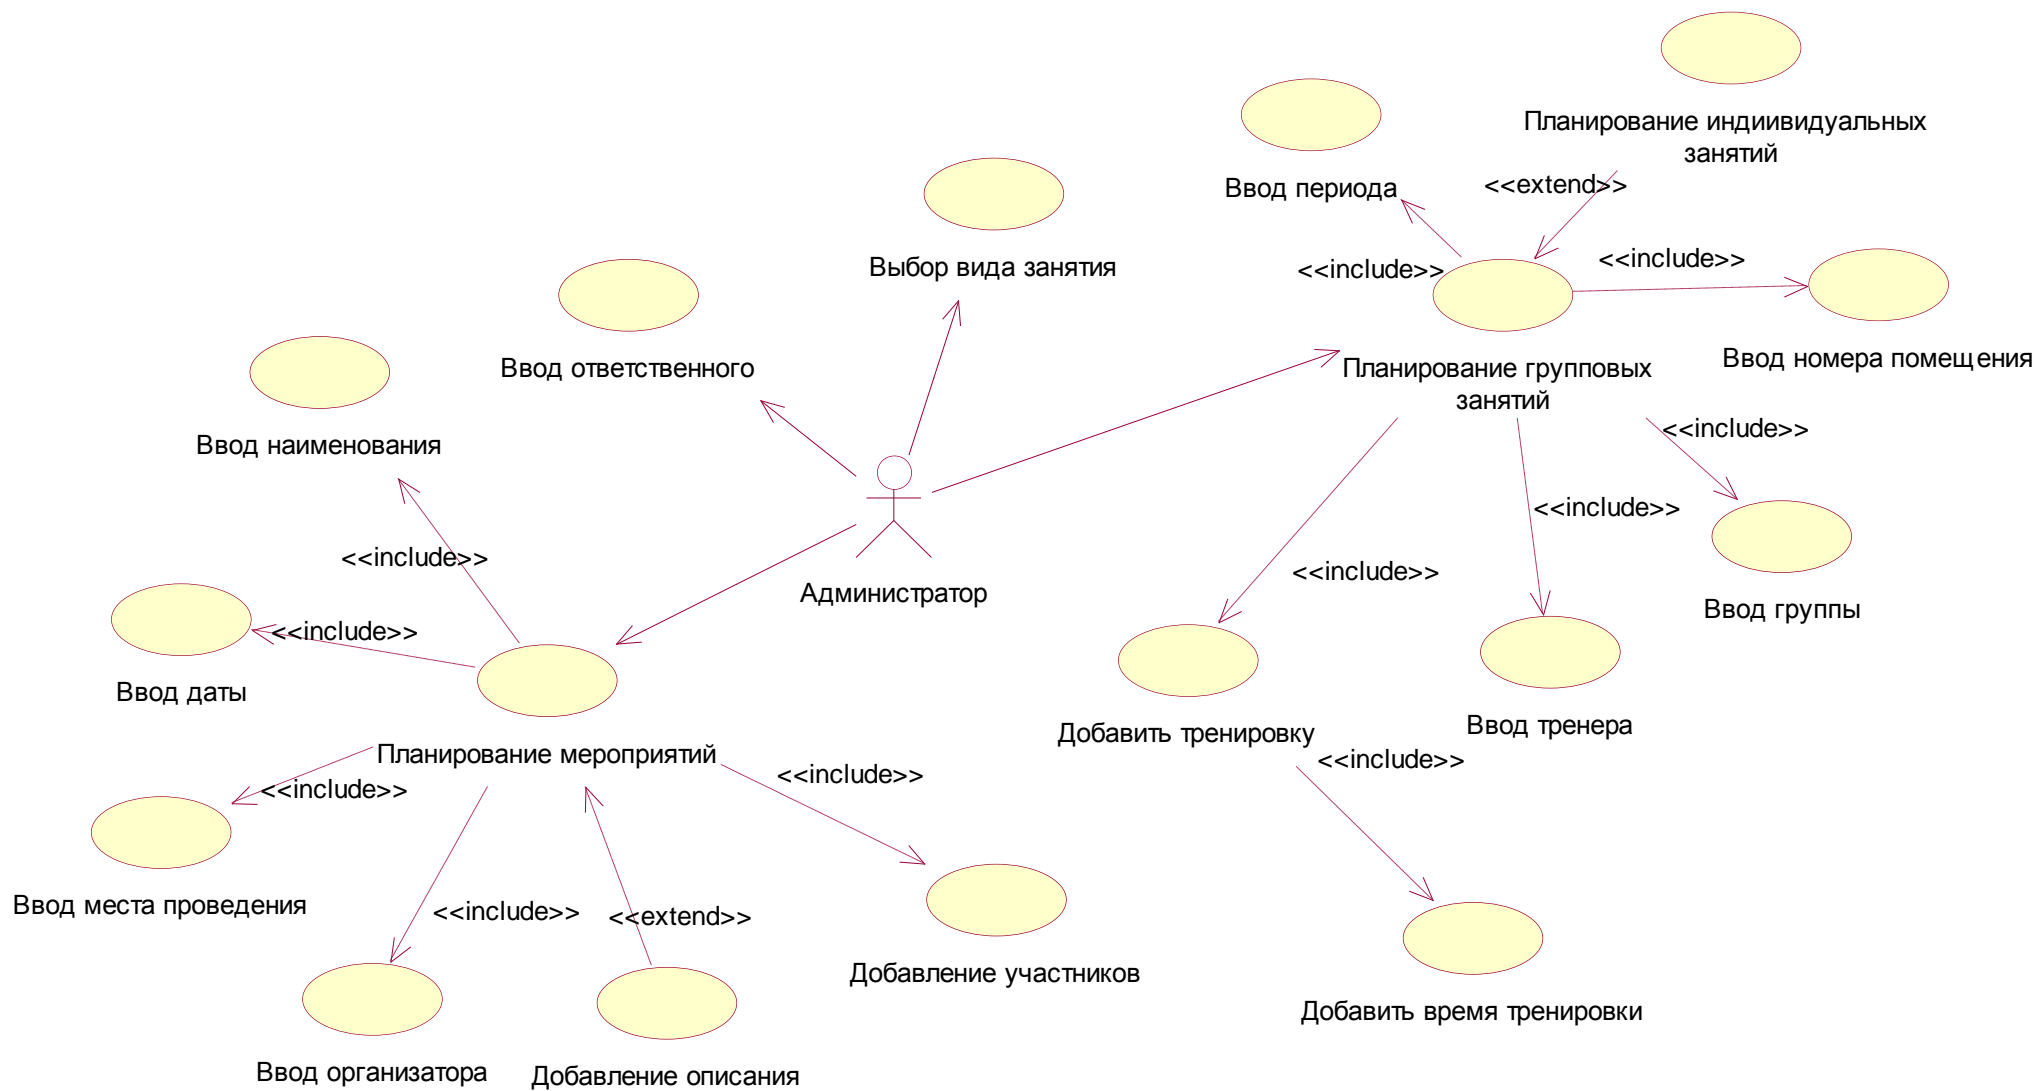 Планирование индиивидуальных
занятий
Ввод периода
<<extend>>
Выбор вида занятия
<<include>>
<<include>>
Ввод ответственного
Планирование групповых
занятий
Ввод номера помещения
Ввод наименования
<<include>>
<<include>>
<<include>>
<<include>>
Администратор
Ввод группы
<<include>>
Ввод даты
Добавить тренировку
Ввод тренера
Планирование мероприятий
<<include>>
<<include>>
<<include>>
Ввод места проведения
<<include>>
<<extend>>
Добавление участников
Добавить время тренировки
Ввод организатора
Добавление описания